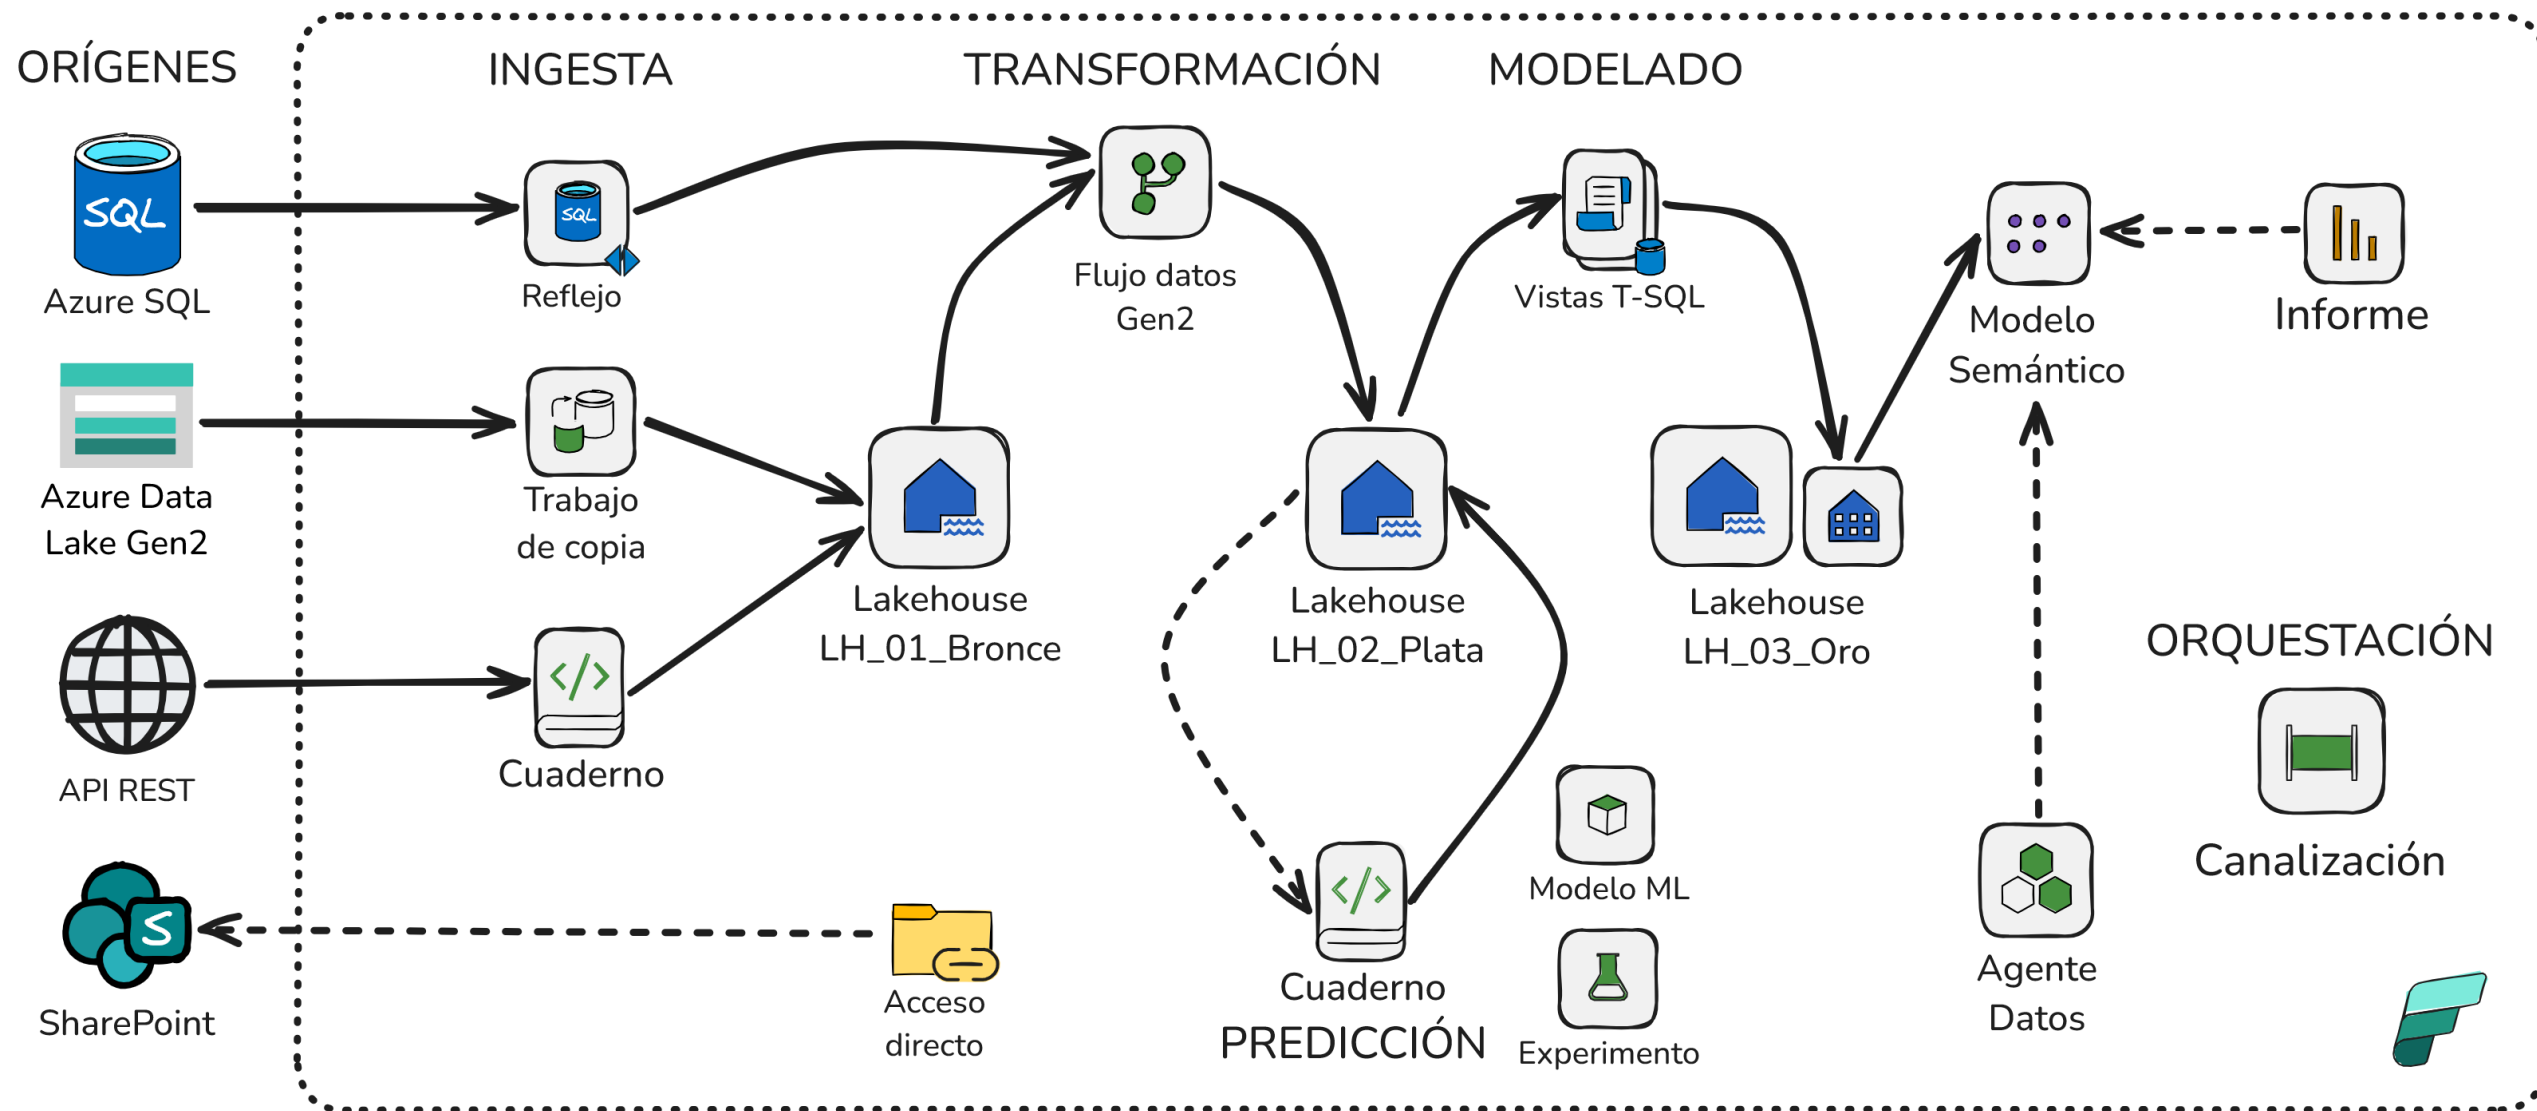 ORÍGENES
INGESTA
TRANSFORMACIÓN
MODELADO
SQL
Azure SQL
SQL
Reflejo
Flujo datos
Gen2
Vistas T-SQL
Modelo
Semántico
Informe
Azure Data
Lake Gen2
Trabajo
de copia
Lakehouse
LH_01_Bronce
Lakehouse
LH_02_Plata
Lakehouse
LH_03_Oro
ORQUESTACIÓN
Canalización
API REST
</>
Cuaderno
S
SharePoint
Acceso
directo
</>
Cuaderno
PREDICCIÓN
Modelo ML
Experimento
Agente
Datos